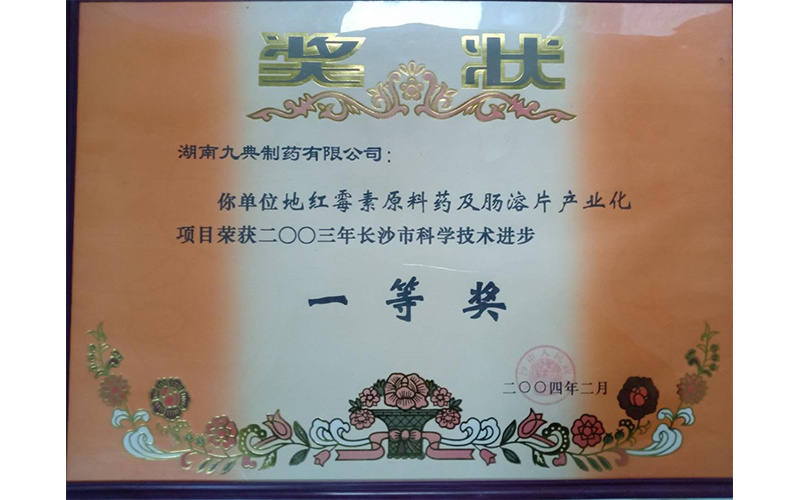 奖状
湖南九典制药有限公司：
你单位地红霉素原料药及肠溶片产业化
项目荣获二〇〇三年长沙市科学技术进步
一等奖
二〇〇四年二月